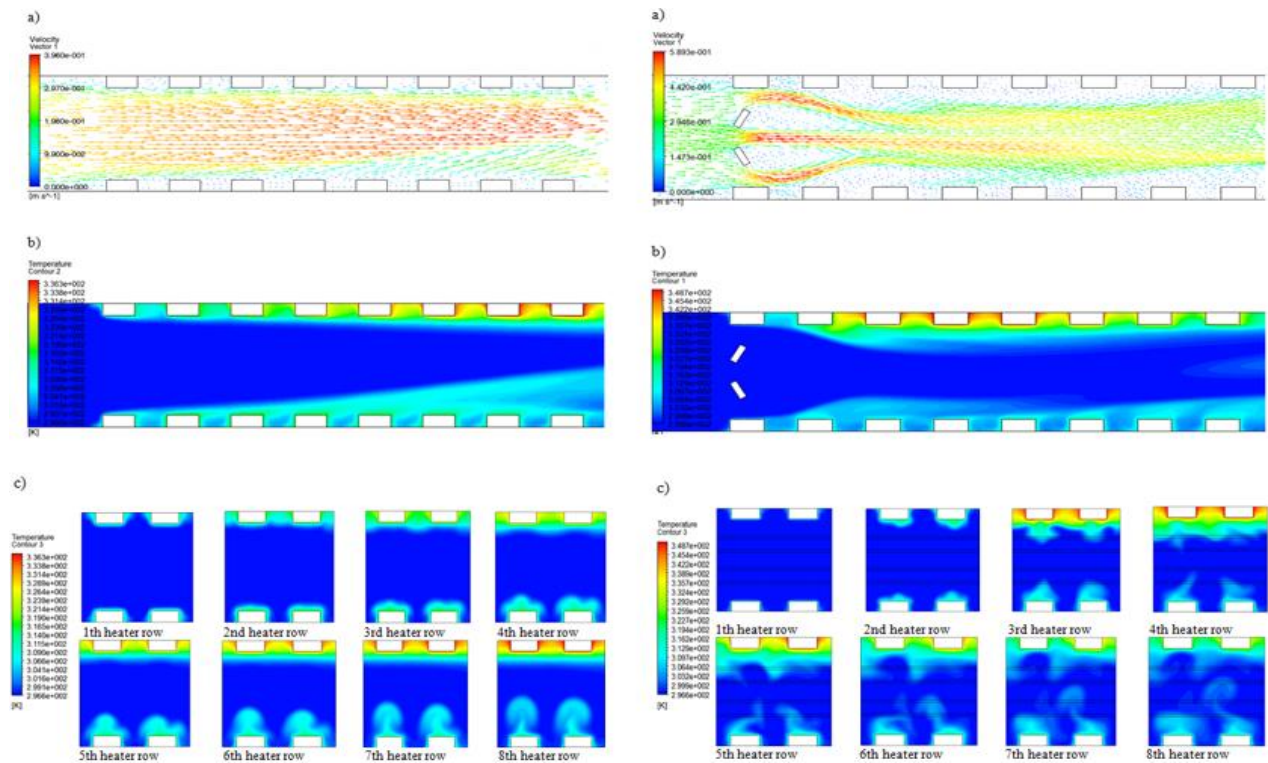 a)
Velocity
Vector 1
3.960e-001
2.970e-001
1.980e-001
9.900e-002
0.000e+000
[m s^-1]
a)
Velocity
Vector 1
5.893e-001
4.420e-001
2.946e-001
1.473e-001
0.000e+000
[m s^-1]
b)
Temperature
Contour 2
3.363e+002
3.338e+002
3.314e+002
[K]
b)
Temperature
Contour 1
3.487e+002
3.454e+002
3.422e+002
c)
Temperature
Contour 3
3.363e+002
3.338e+002
3.314e+002
3.289e+002
3.264e+002
3.239e+002
3.214e+002
3.190e+002
3.165e+002
3.140e+002
3.115e+002
3.090e+002
3.066e+002
3.041e+002
3.016e+002
2.991e+002
2.966e+002
[K]
1th heater row
2nd heater row
3rd heater row
4th heater row
5th heater row
6th heater row
7th heater row
8th heater row
c)
Temperature
Contour 3
3.487e+002
3.454e+002
3.422e+002
3.389e+002
3.357e+002
3.324e+002
3.292e+002
3.259e+002
3.227e+002
3.194e+002
3.162e+002
3.129e+002
3.097e+002
3.064e+002
3.032e+002
2.999e+002
2.966e+002
[K]
1th heater row
2nd heater row
3rd heater row
4th heater row
5th heater row
6th heater row
7th heater row
8th heater row